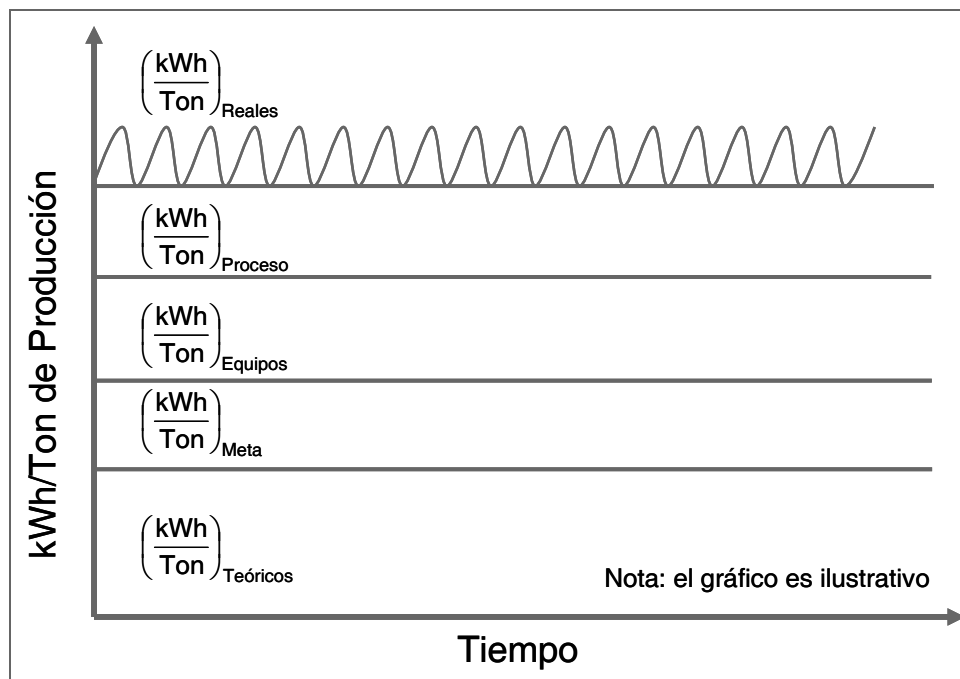 kWh/Ton de Producción
(kWh
Ton)Reales
(kWh
Ton)Proceso
(kWh
Ton)Equipos
(kWh
Ton)Meta
(kWh
Ton)Teóricos
Nota: el gráfico es ilustrativo
Tiempo